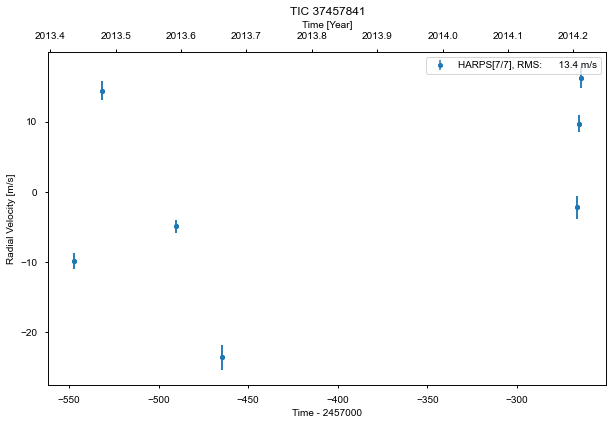 TIC 37457841
Time [Year]
2013.4 2013.5 2013.6 2013.7 2013.8 2013.9 2014.0 2014.1 2014.2
HARPS[7/7], RMS: 13.4 m/s
10
0
−10
−20
Radial Velocity [m/s]
−550 −500 −450 −400 −350 −300
Time - 2457000